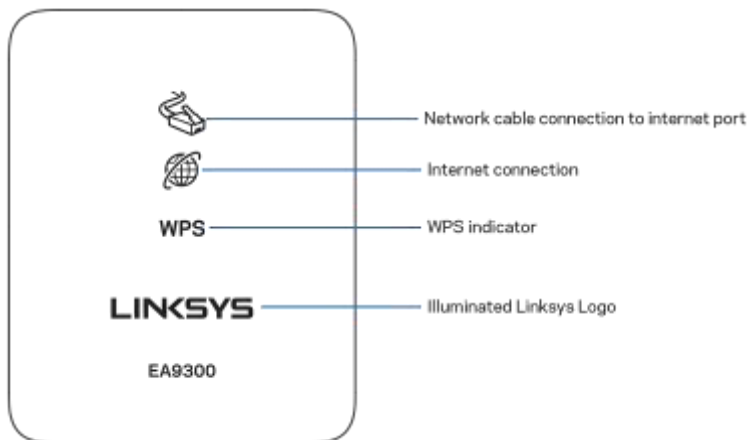 Network cable connection to internet port
Internet connection
WPS
WPS indicator
LINKSYS
Illuminated Linksys Logo
EA9300